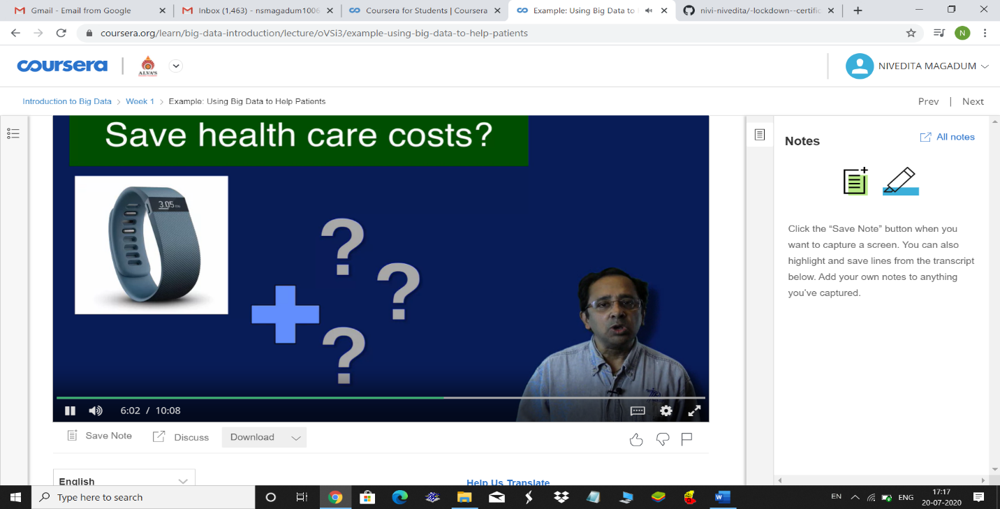 Gmail - Email from Google
Inbox (1,463) - nsmagadum1006
Coursera for Students | Coursera
Example: Using Big Data to
nivi-nivedita/-lockdown--certific
coursera.org/learn/big-data-introduction/lecture/oVSi3/example-using-big-data-to-help-patients
N
coursera
ALVA'S
NIVEDITA MAGADUM
Introduction to Big Data > Week 1 > Example: Using Big Data to Help Patients
Prev | Next
Save health care costs?
3.05
?
?
?
6:02 / 10:08
Save Note
Discuss
Download
English
Help Us Translate
Notes
All notes
Click the “Save Note” button when you
want to capture a screen. You can also
highlight and save lines from the transcript
below. Add your own notes to anything
you’ve captured.
Type here to search
EN
ENG
17:17
20-07-2020